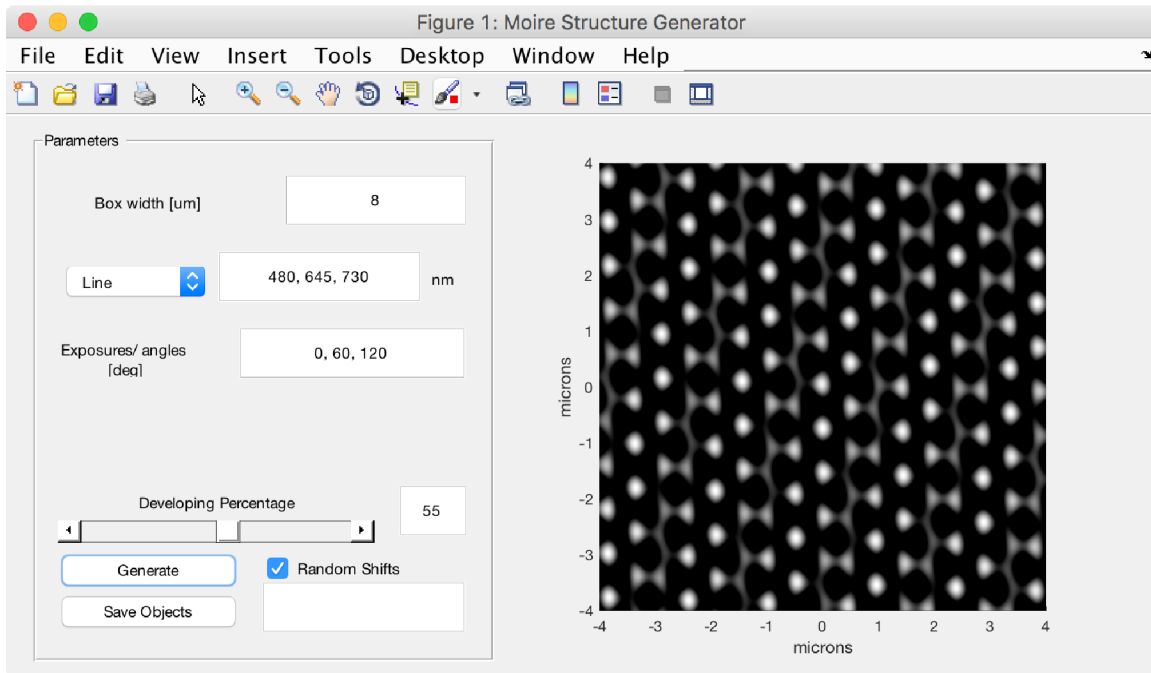 Figure 1: Moire Structure Generator
File Edit View Insert Tools Desktop Window Help
Parameters
Box width [um] 8
Line 480, 645, 730 nm
Exposures/ angles 0, 60, 120
[deg]
Developing Percentage 55
Generate Random Shifts
Save Objects
4
3
2
1
0
-1
-2
-3
-4
microns
-4 -3 -2 -1 0 1 2 3 4
microns